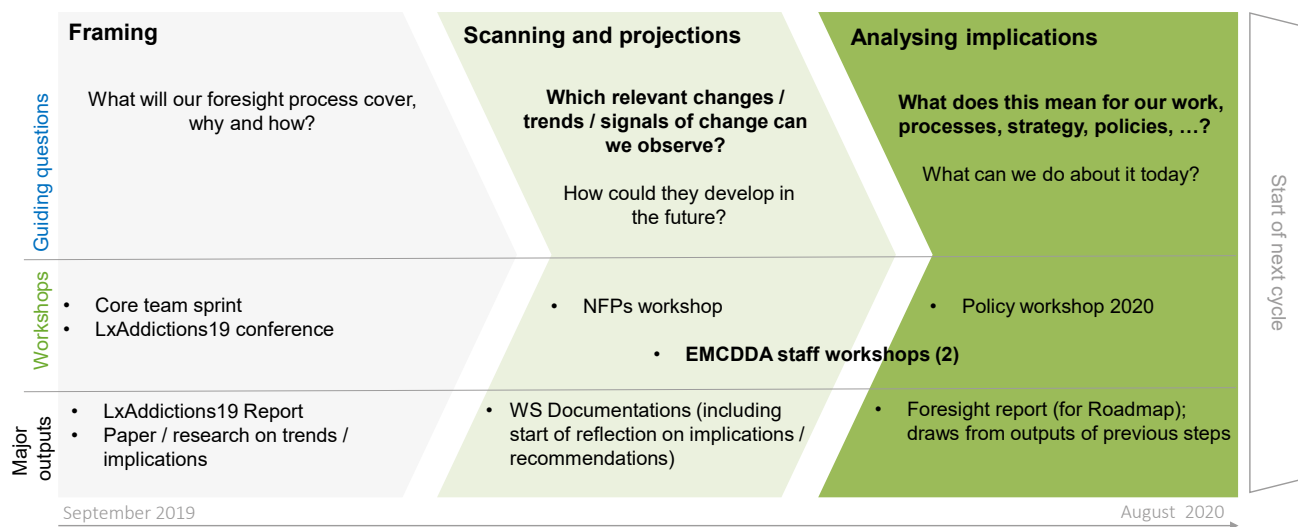 Framing
Scanning and projections
Analysing implications
Guiding questions
What will our foresight process cover,
why and how?
Which relevant changes /
trends / signals of change can
we observe?
How could they develop in
the future?
What does this mean for our work,
processes, strategy, policies, …?
What can we do about it today?
Workshops
• Core team sprint
• LxAddictions19 conference
• NFPs workshop
• EMCDDA staff workshops (2)
• Policy workshop 2020
Major
outputs
• LxAddictions19 Report
• Paper / research on trends /
implications
• WS Documentations (including
start of reflection on implications /
recommendations)
• Foresight report (for Roadmap);
draws from outputs of previous steps
Start of next cycle
September 2019
August 2020